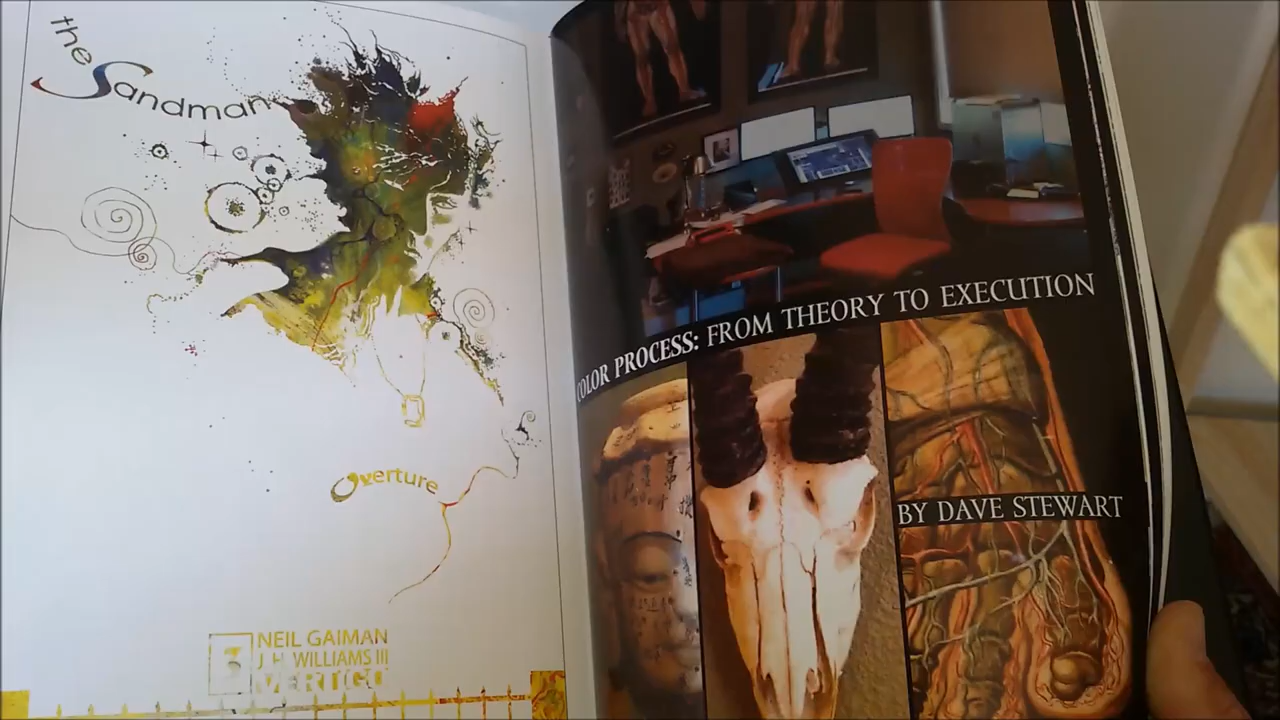 the
Sandman
Overture
NEIL GAIMAN
J H WILLIAMS III
VERTIGO
COLOR PROCESS: FROM THEORY TO EXECUTION
BY DAVE STEWART